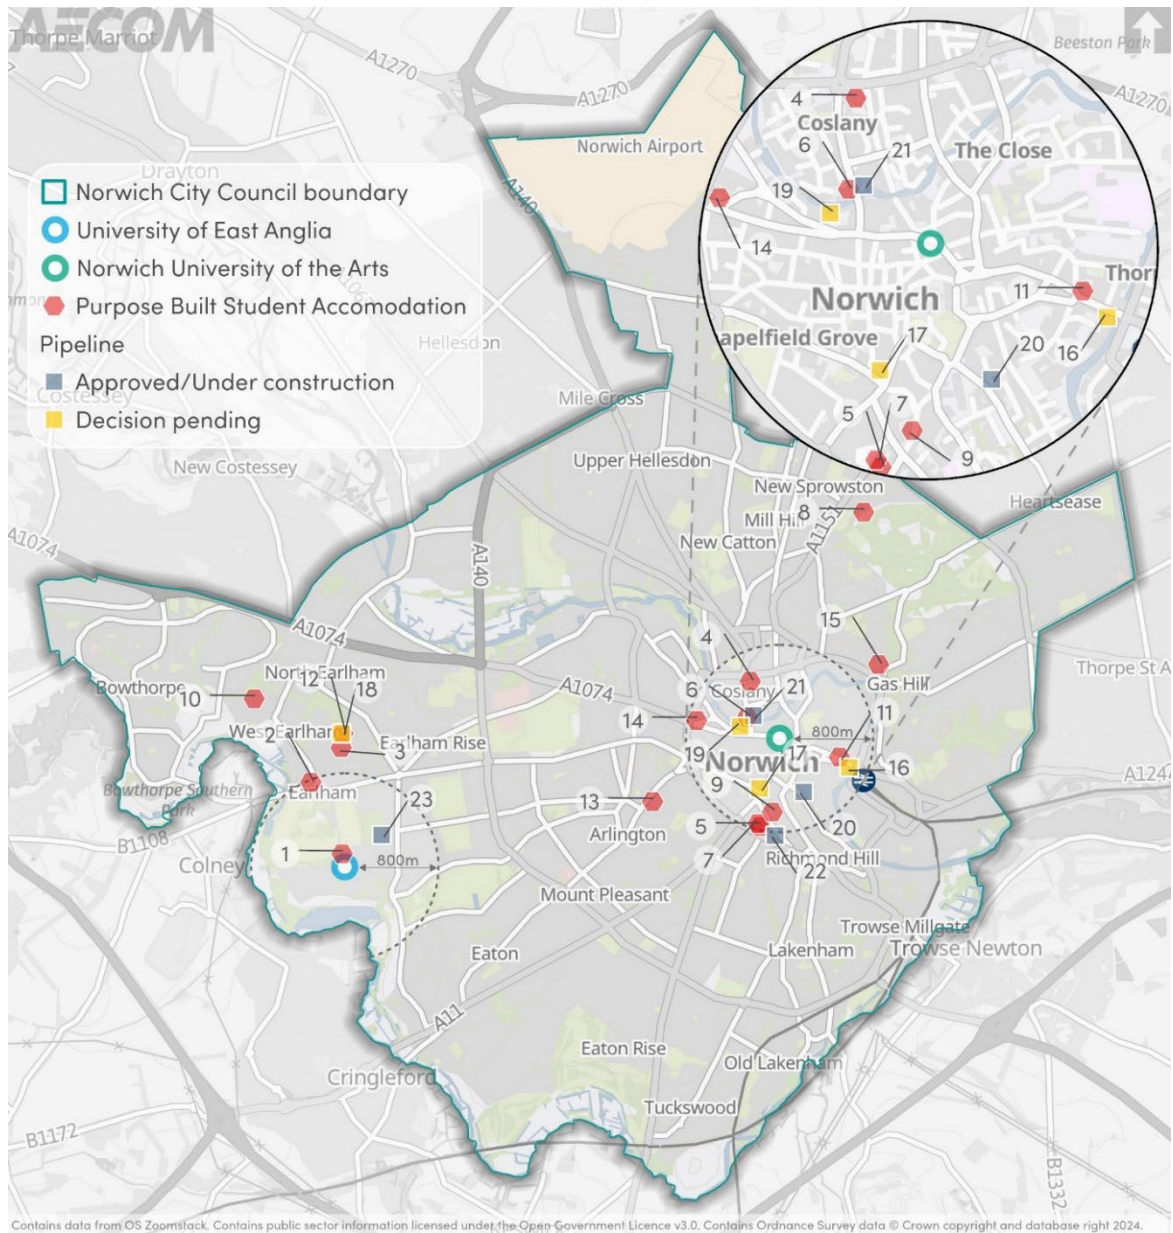 AECOM
Thorpe Marriot
A1270
A1270
Beeston Park
A1270
Norwich Airport
A140
A140
Drayton
Norwich City Council boundary
University of East Anglia
Norwich University of the Arts
Purpose Built Student Accomodation
Pipeline
Approved/Under construction
Decision pending
Hellesdon
Costessey
New Costessey
4
Coslany
6
21
The Close
19
14
Norwich
11
Thorr
apelfield Grove
17
20
16
5
7
9
Mile Cross
Upper Hellesdon
New Sprowston
Heartsease
Mill Hill
A1151
8
New Catton
A1074
A140
15
A1074
4
Thorpe St A
Gas Hill
North Earlham
12
18
Bowthorpe
10
A1074
6
Coslany
21
11
14
2
West Earlham
3
Earlham Rise
19
800m
17
Norwich
16
A1242
Earlham
Bowthorpe Southern
Park
23
13
9
B1108
Arlington
5
20
Colney
1
800m
7
Richmond Hill
22
Mount Pleasant
Trowse Millgate
Eaton
Lakenham
Trowse Newton
A11
Eaton Rise
Old Lakenham
Cringleford
Tuckswood
B1172
B1332
Contains data from OS Zoomstack. Contains public sector information licensed under the Open Government Licence v3.0. Contains Ordnance Survey data © Crown copyright and database right 2024.